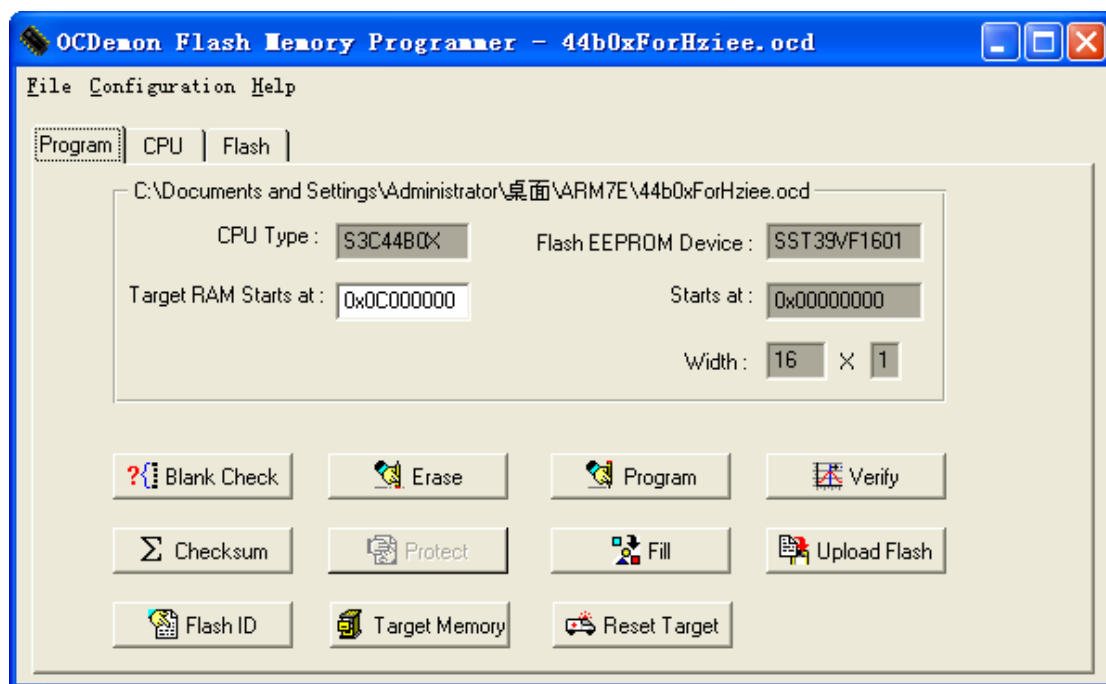 OCDemon Flash Memory Programmer - 44b0xForHziee.ocd
File Configuration Help
Program CPU Flash
C:\Documents and Settings\Administrator\桌面\ARM7E\44b0xForHziee.ocd
CPU Type : S3C44B0X Flash EEPROM Device : SST39VF1601
Target RAM Starts at : 0x0C000000 Starts at : 0x00000000
Width : 16 X 1
Blank Check Erase Program Verify
Checksum Protect Fill Upload Flash
Flash ID Target Memory Reset Target